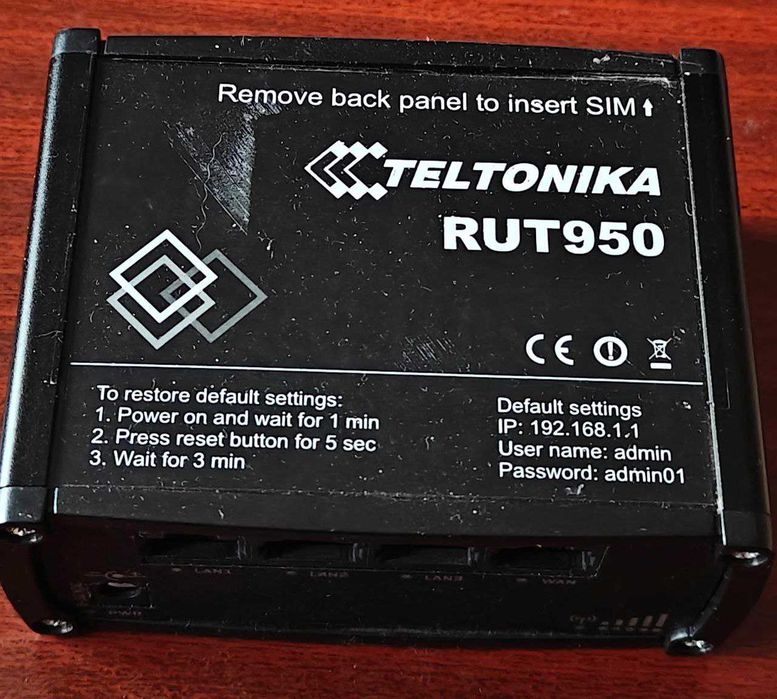 Remove back panel to insert SIM
TELTONIKA
RUT950
CE
To restore default settings:
1. Power on and wait for 1 min
2. Press reset button for 5 sec
3. Wait for 3 min
Default settings
IP: 192.168.1.1
User name: admin
Password: admin01
LAN1
LAN2
LAN3
WAN
PWR